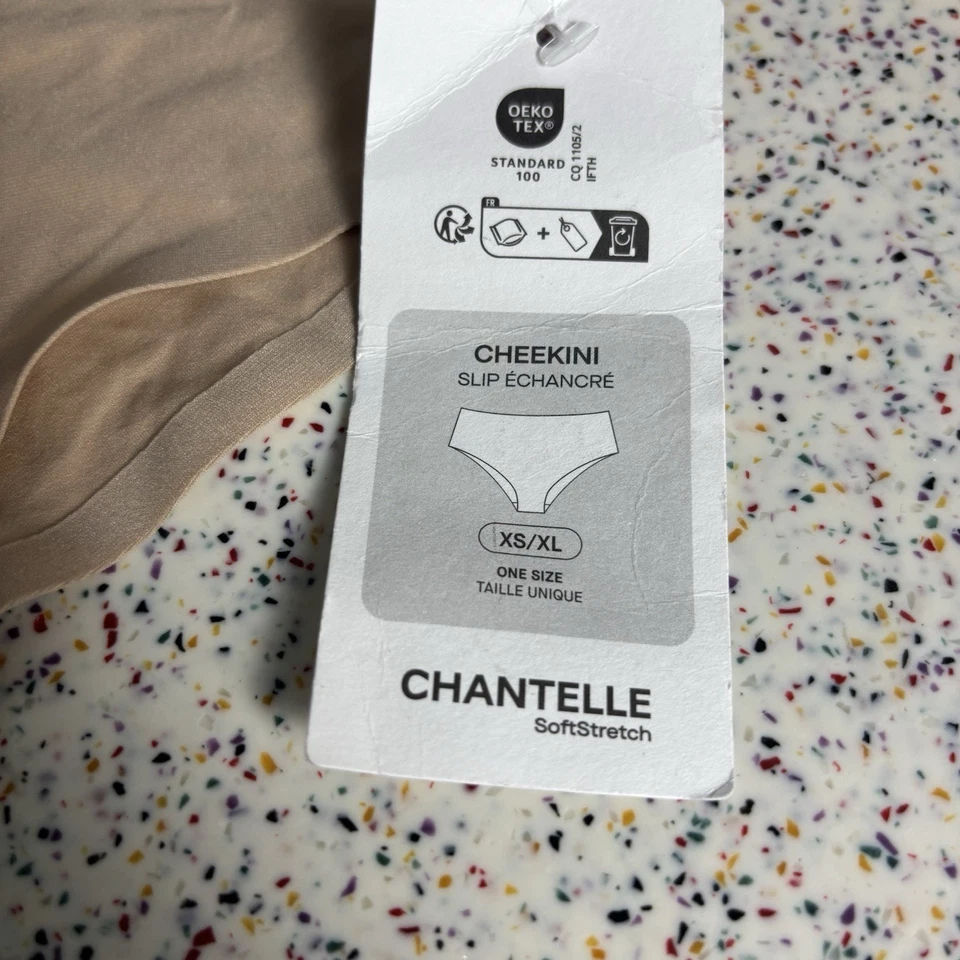 OEKO
TEX®
STANDARD
100
CQ 1105/2
IFTH
FR
CHEEKINI
SLIP ÉCHANCRÉ
XS/XL
ONE SIZE
TAILLE UNIQUE
CHANTELLE
SoftStretch